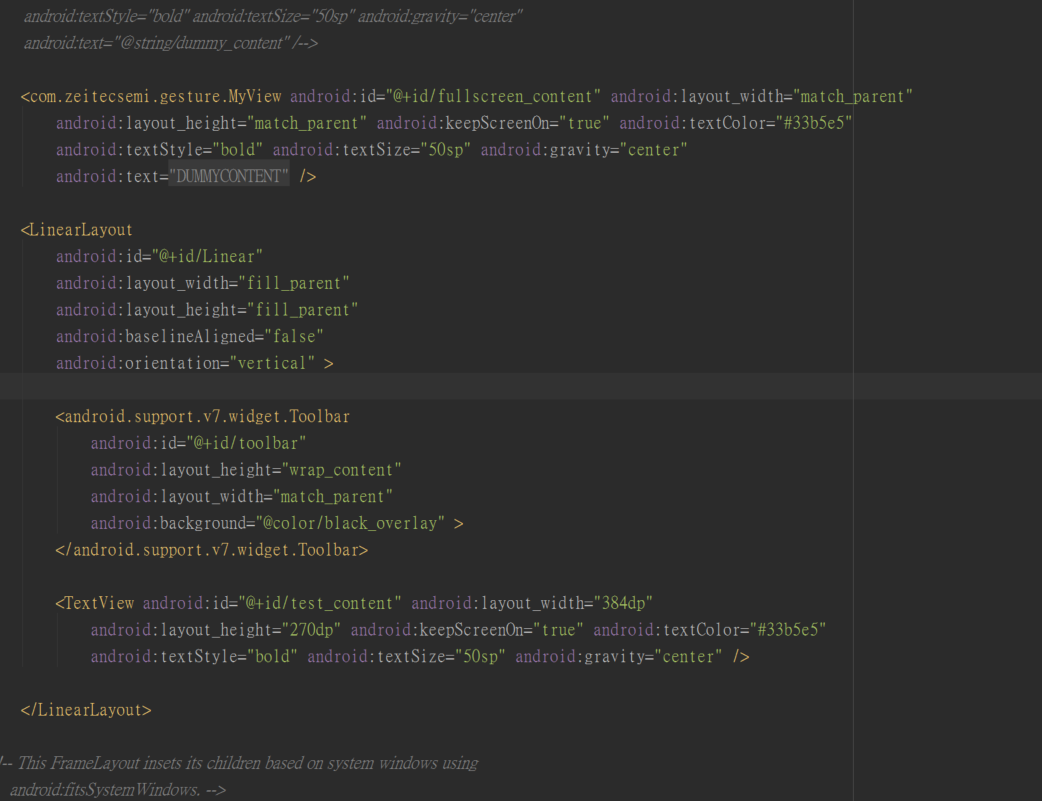 android:textStyle="bold" android:textSize="50sp" android:gravity="center"
android:text="@string/dummy_content" />-->
<com.zeitecsemi.gesture.MyView android:id="@+id/fullscreen_content" android:layout_width="match_parent"
android:layout_height="match_parent" android:keepScreenOn="true" android:textColor="#33b5e5"
android:textStyle="bold" android:textSize="50sp" android:gravity="center"
android:text="DUMMYCONTENT" />
<LinearLayout
android:id="@+id/Linear"
android:layout_width="fill_parent"
android:layout_height="fill_parent"
android:baselineAligned="false"
android:orientation="vertical" >
<android.support.v7.widget.Toolbar
android:id="@+id/toolbar"
android:layout_height="wrap_content"
android:layout_width="match_parent"
android:background="@color/black_overlay" >
</android.support.v7.widget.Toolbar>
<TextView android:id="@+id/test_content" android:layout_width="384dp"
android:layout_height="270dp" android:keepScreenOn="true" android:textColor="#33b5e5"
android:textStyle="bold" android:textSize="50sp" android:gravity="center" />
</LinearLayout>
!-- This FrameLayout insets its children based on system windows using
android:fitsSystemWindows. -->